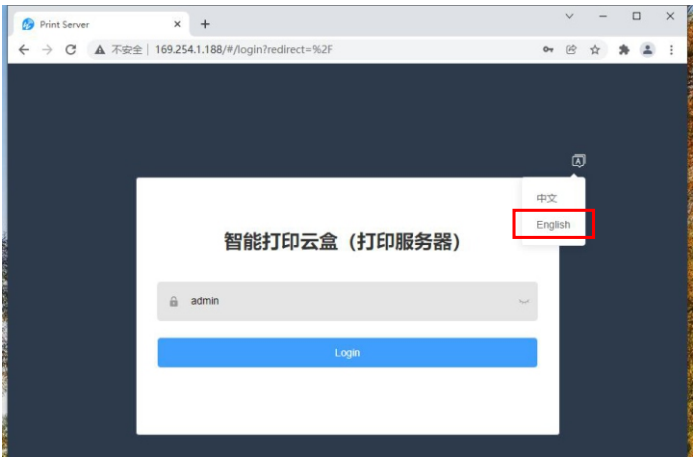 Print Server
不安全 169.254.1.188/#/login?redirect=%2F
中文
English
智能打印云盒（打印服务器）
admin
Login